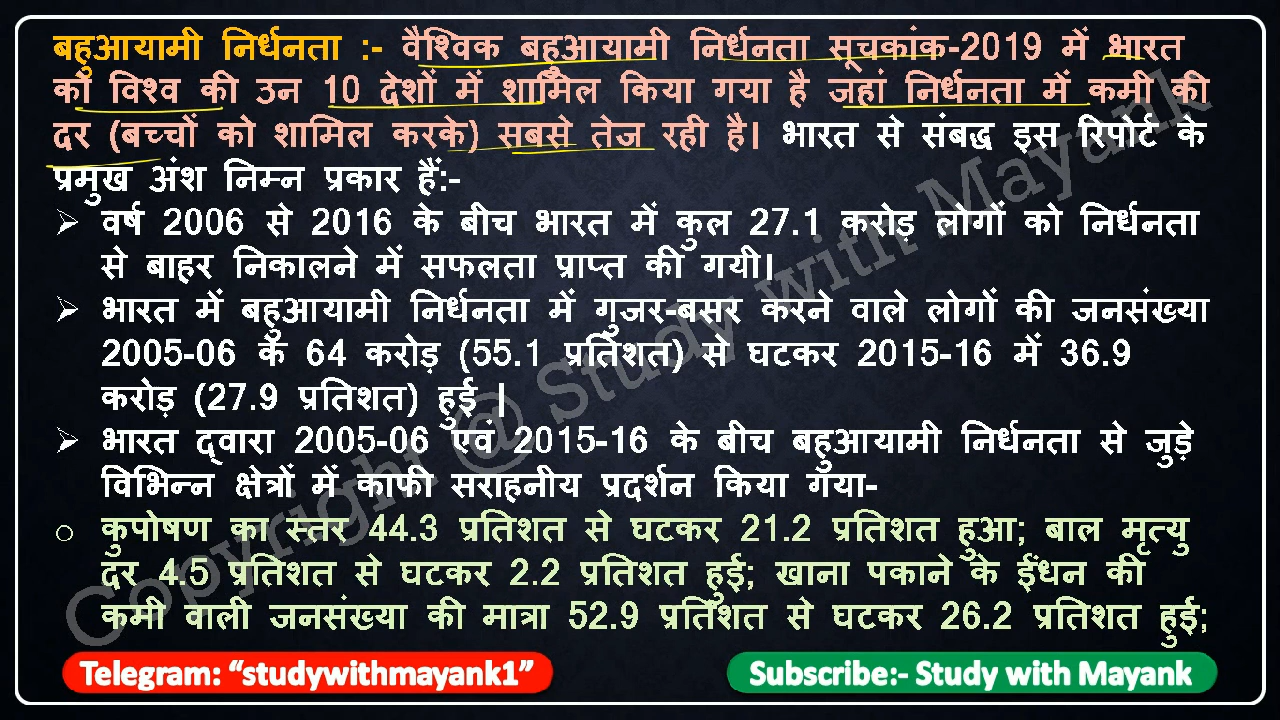 बहुआयामी निर्धनता :- वैश्विक बहुआयामी निर्धनता सूचकांक-2019 में भारत
को विश्व की उन 10 देशों में शामिल किया गया है जहां निर्धनता में कमी की
दर (बच्चों को शामिल करके) सबसे तेज रही है। भारत से संबद्ध इस रिपोर्ट के
प्रमुख अंश निम्न प्रकार हैं:-
➢ वर्ष 2006 से 2016 के बीच भारत में कुल 27.1 करोड़ लोगों को निर्धनता
से बाहर निकालने में सफलता प्राप्त की गयी।
➢ भारत में बहुआयामी निर्धनता में गुजर-बसर करने वाले लोगों की जनसंख्या
2005-06 के 64 करोड़ (55.1 प्रतिशत) से घटकर 2015-16 में 36.9
करोड़ (27.9 प्रतिशत) हुई |
➢ भारत द्वारा 2005-06 एवं 2015-16 के बीच बहुआयामी निर्धनता से जुड़े
विभिन्न क्षेत्रों में काफी सराहनीय प्रदर्शन किया गया-
o कुपोषण का स्तर 44.3 प्रतिशत से घटकर 21.2 प्रतिशत हुआ; बाल मृत्यु
दर 4.5 प्रतिशत से घटकर 2.2 प्रतिशत हुई; खाना पकाने के ईंधन की
कमी वाली जनसंख्या की मात्रा 52.9 प्रतिशत से घटकर 26.2 प्रतिशत हुई;
Copyright @ Study with Mayank
Telegram: “studywithmayank1”
Subscribe:- Study with Mayank